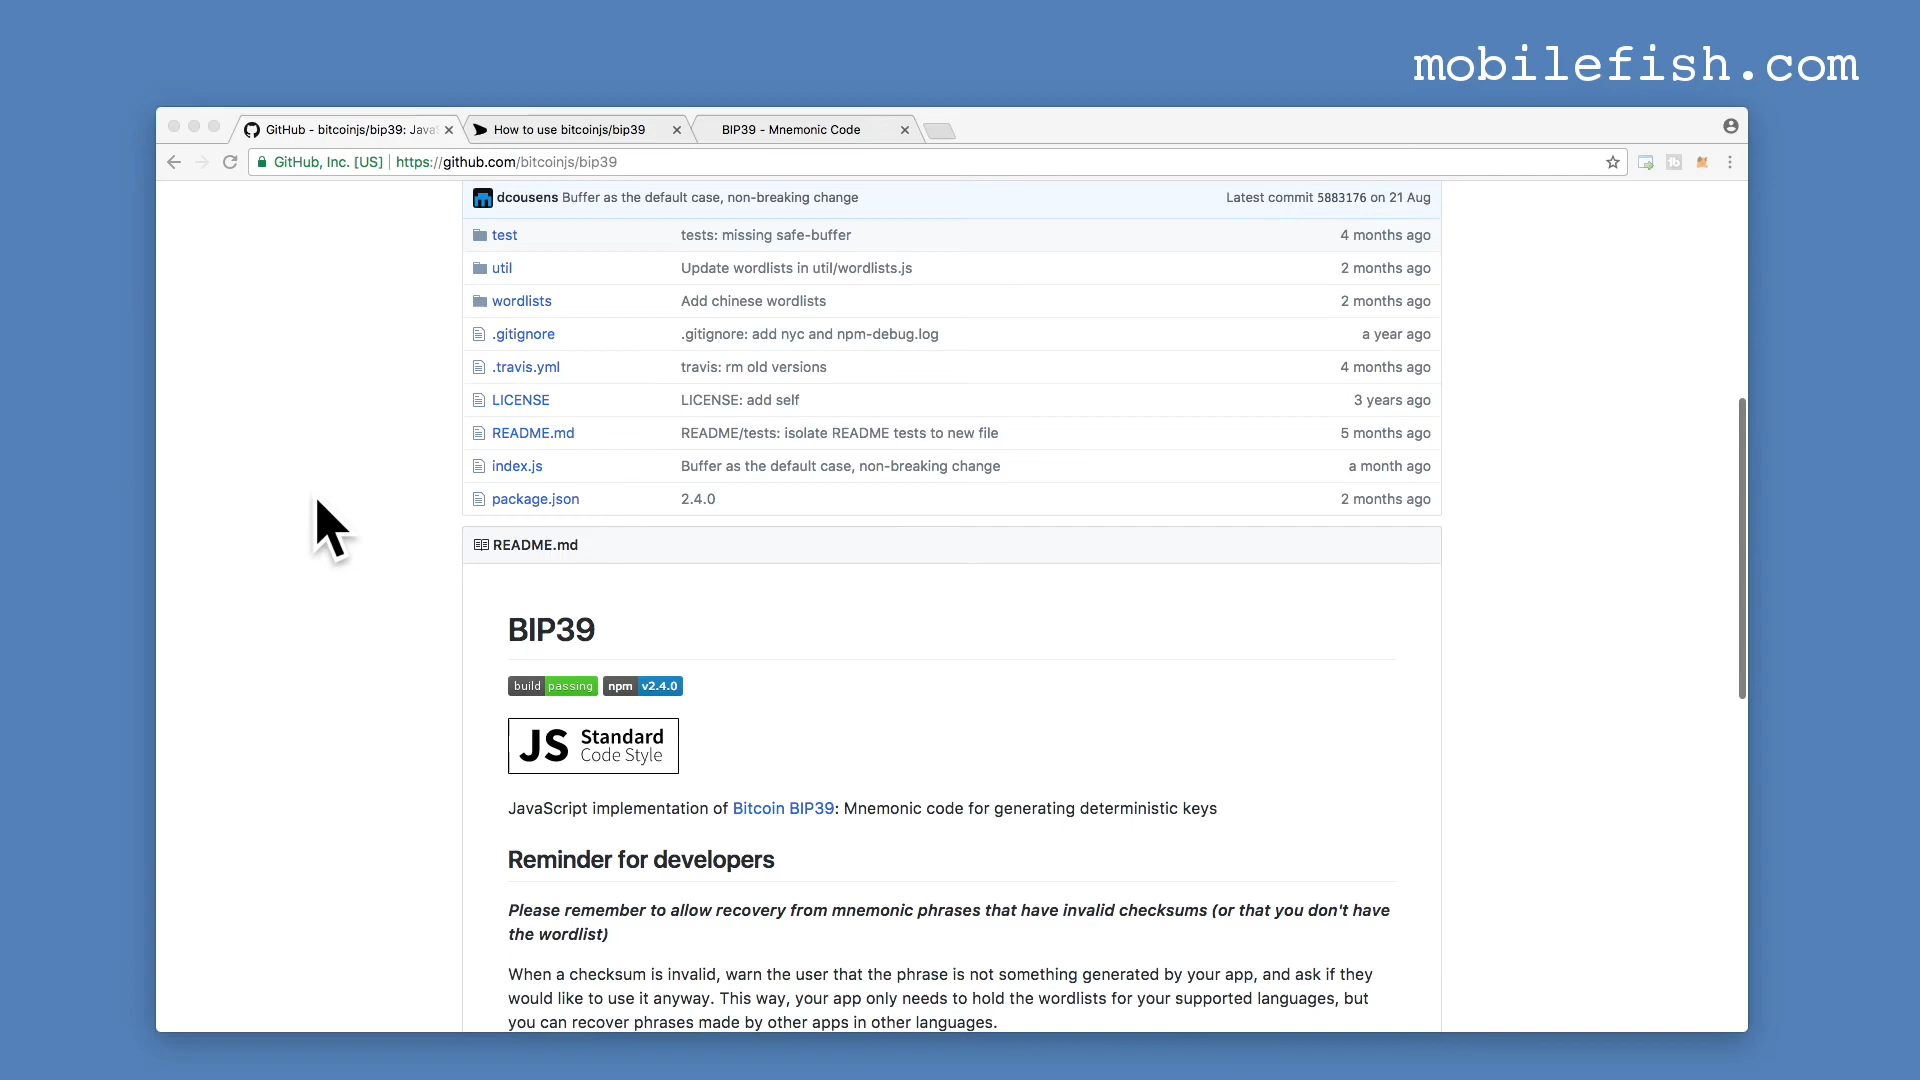 mobilefish.com
GitHub - bitcoinjs/bip39: Java
How to use bitcoinjs/bip39
BIP39 - Mnemonic Code
GitHub, Inc. [US] | https://github.com/bitcoinjs/bip39
dcousens Buffer as the default case, non-breaking change Latest commit 5883176 on 21 Aug
test tests: missing safe-buffer 4 months ago
util Update wordlists in util/wordlists.js 2 months ago
wordlists Add chinese wordlists 2 months ago
.gitignore .gitignore: add nyc and npm-debug.log a year ago
.travis.yml travis: rm old versions 4 months ago
LICENSE LICENSE: add self 3 years ago
README.md README/tests: isolate README tests to new file 5 months ago
index.js Buffer as the default case, non-breaking change a month ago
package.json 2.4.0 2 months ago
README.md
BIP39
build passing npm v2.4.0
JS Standard
Code Style
JavaScript implementation of Bitcoin BIP39: Mnemonic code for generating deterministic keys
Reminder for developers
Please remember to allow recovery from mnemonic phrases that have invalid checksums (or that you don't have
the wordlist)
When a checksum is invalid, warn the user that the phrase is not something generated by your app, and ask if they
would like to use it anyway. This way, your app only needs to hold the wordlists for your supported languages, but
you can recover phrases made by other apps in other languages.